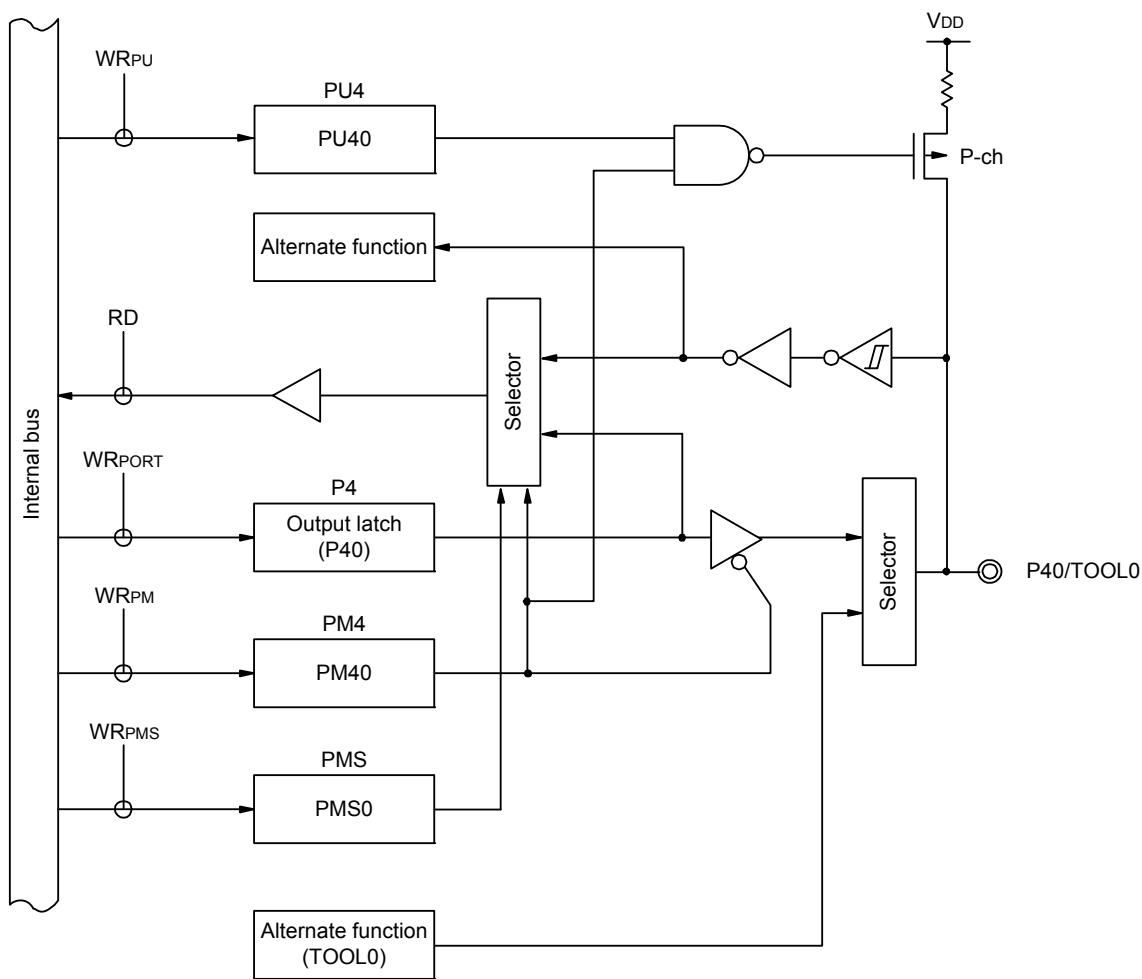 VDD
WRPU
PU4
PU40
P-ch
Alternate function
RD
Selector
Internal bus
WRPORT
P4
Output latch
(P40)
Selector
P40/TOOL0
WRPM
PM4
PM40
WRPMS
PMS
PMS0
Alternate function
(TOOL0)